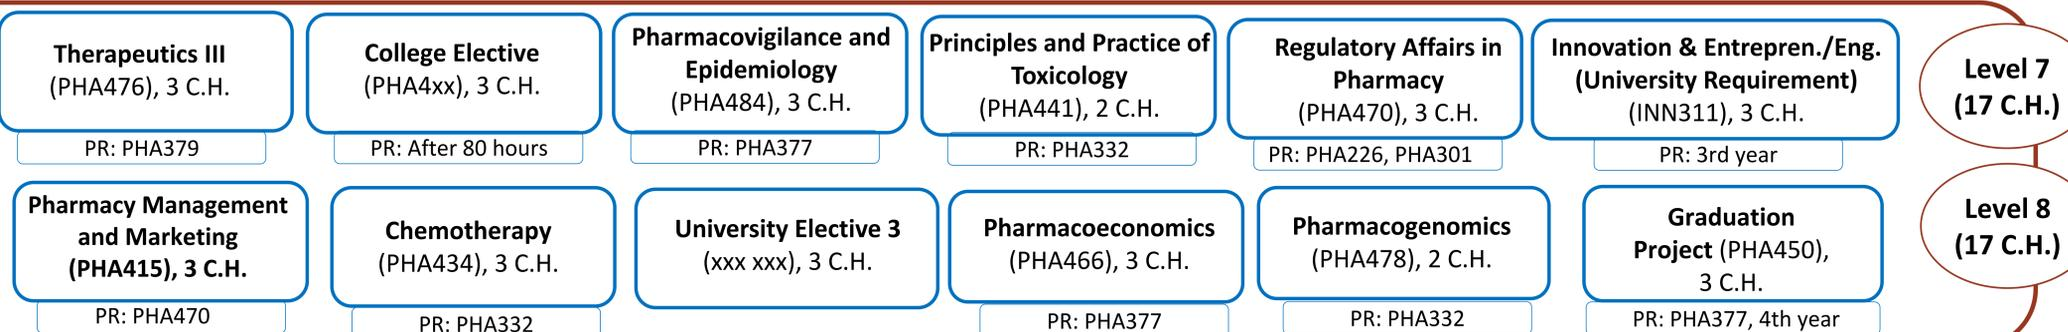 Therapeutics III
(PHA476), 3 C.H.
PR: PHA379
College Elective
(PHA4xx), 3 C.H.
PR: After 80 hours
Pharmacovigilance and
Epidemiology
(PHA484), 3 C.H.
PR: PHA377
Principles and Practice of
Toxicology
(PHA441), 2 C.H.
PR: PHA332
Regulatory Affairs in
Pharmacy
(PHA470), 3 C.H.
PR: PHA226, PHA301
Innovation & Entrepren./Eng.
(University Requirement)
(INN311), 3 C.H.
PR: 3rd year
Level 7
(17 C.H.)
Pharmacy Management
and Marketing
(PHA415), 3 C.H.
PR: PHA470
Chemotherapy
(PHA434), 3 C.H.
PR: PHA332
University Elective 3
(xxx xxx), 3 C.H.
Pharmacoeconomics
(PHA466), 3 C.H.
PR: PHA377
Pharmacogenomics
(PHA478), 2 C.H.
PR: PHA332
Graduation
Project (PHA450),
3 C.H.
PR: PHA377, 4th year
Level 8
(17 C.H.)